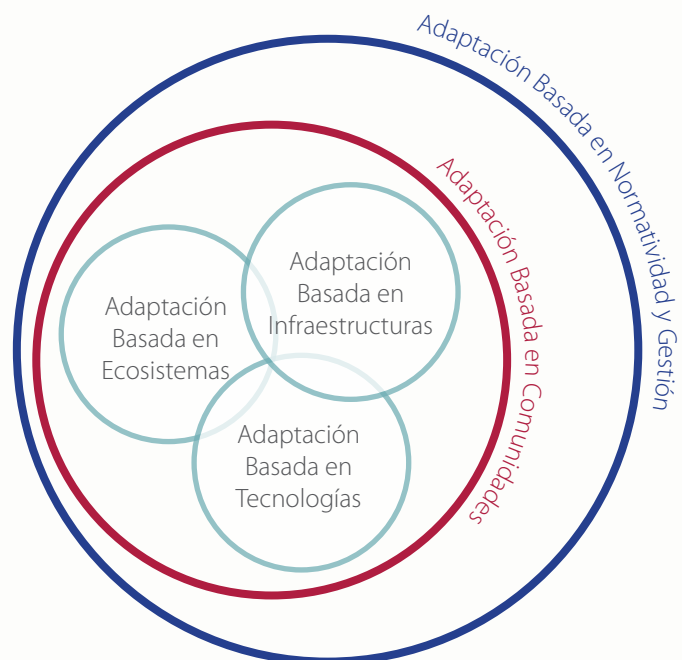 Adaptación Basada en Normatividad y Gestión
Adaptación Basada en Comunidades
Adaptación
Basada en
Infraestructuras
Adaptación
Basada en
Ecosistemas
Adaptación
Basada en
Tecnologías